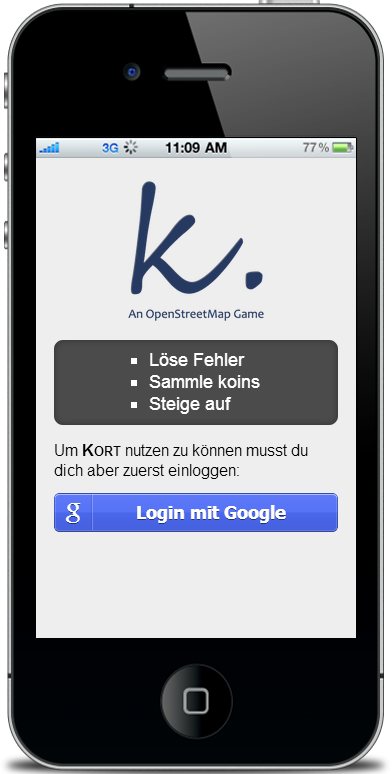 3G 11:09 AM 77%
k.
An OpenStreetMap Game
Löse Fehler
Sammle koins
Steige auf
Um KORT nutzen zu können musst du
dich aber zuerst einloggen:
g Login mit Google